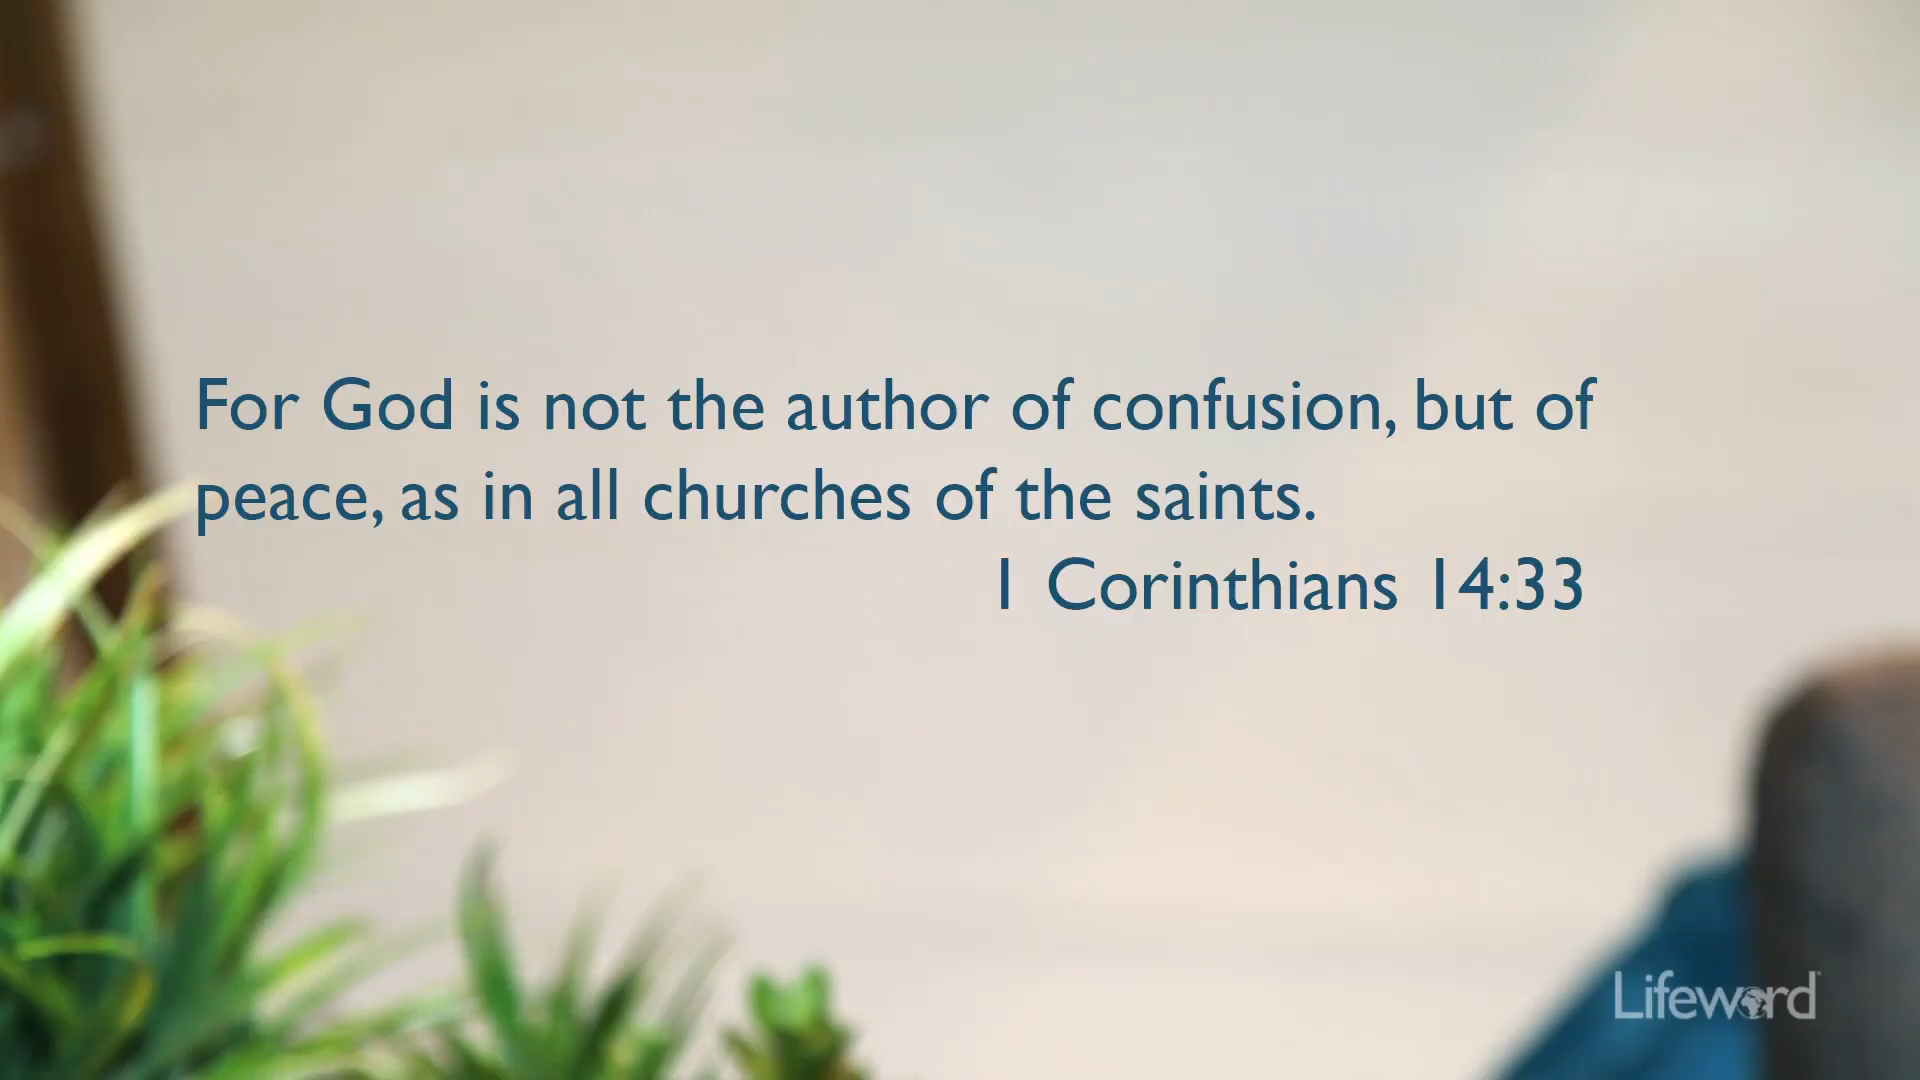 For God is not the author of confusion, but of
peace, as in all churches of the saints.
1 Corinthians 14:33
Lifeword